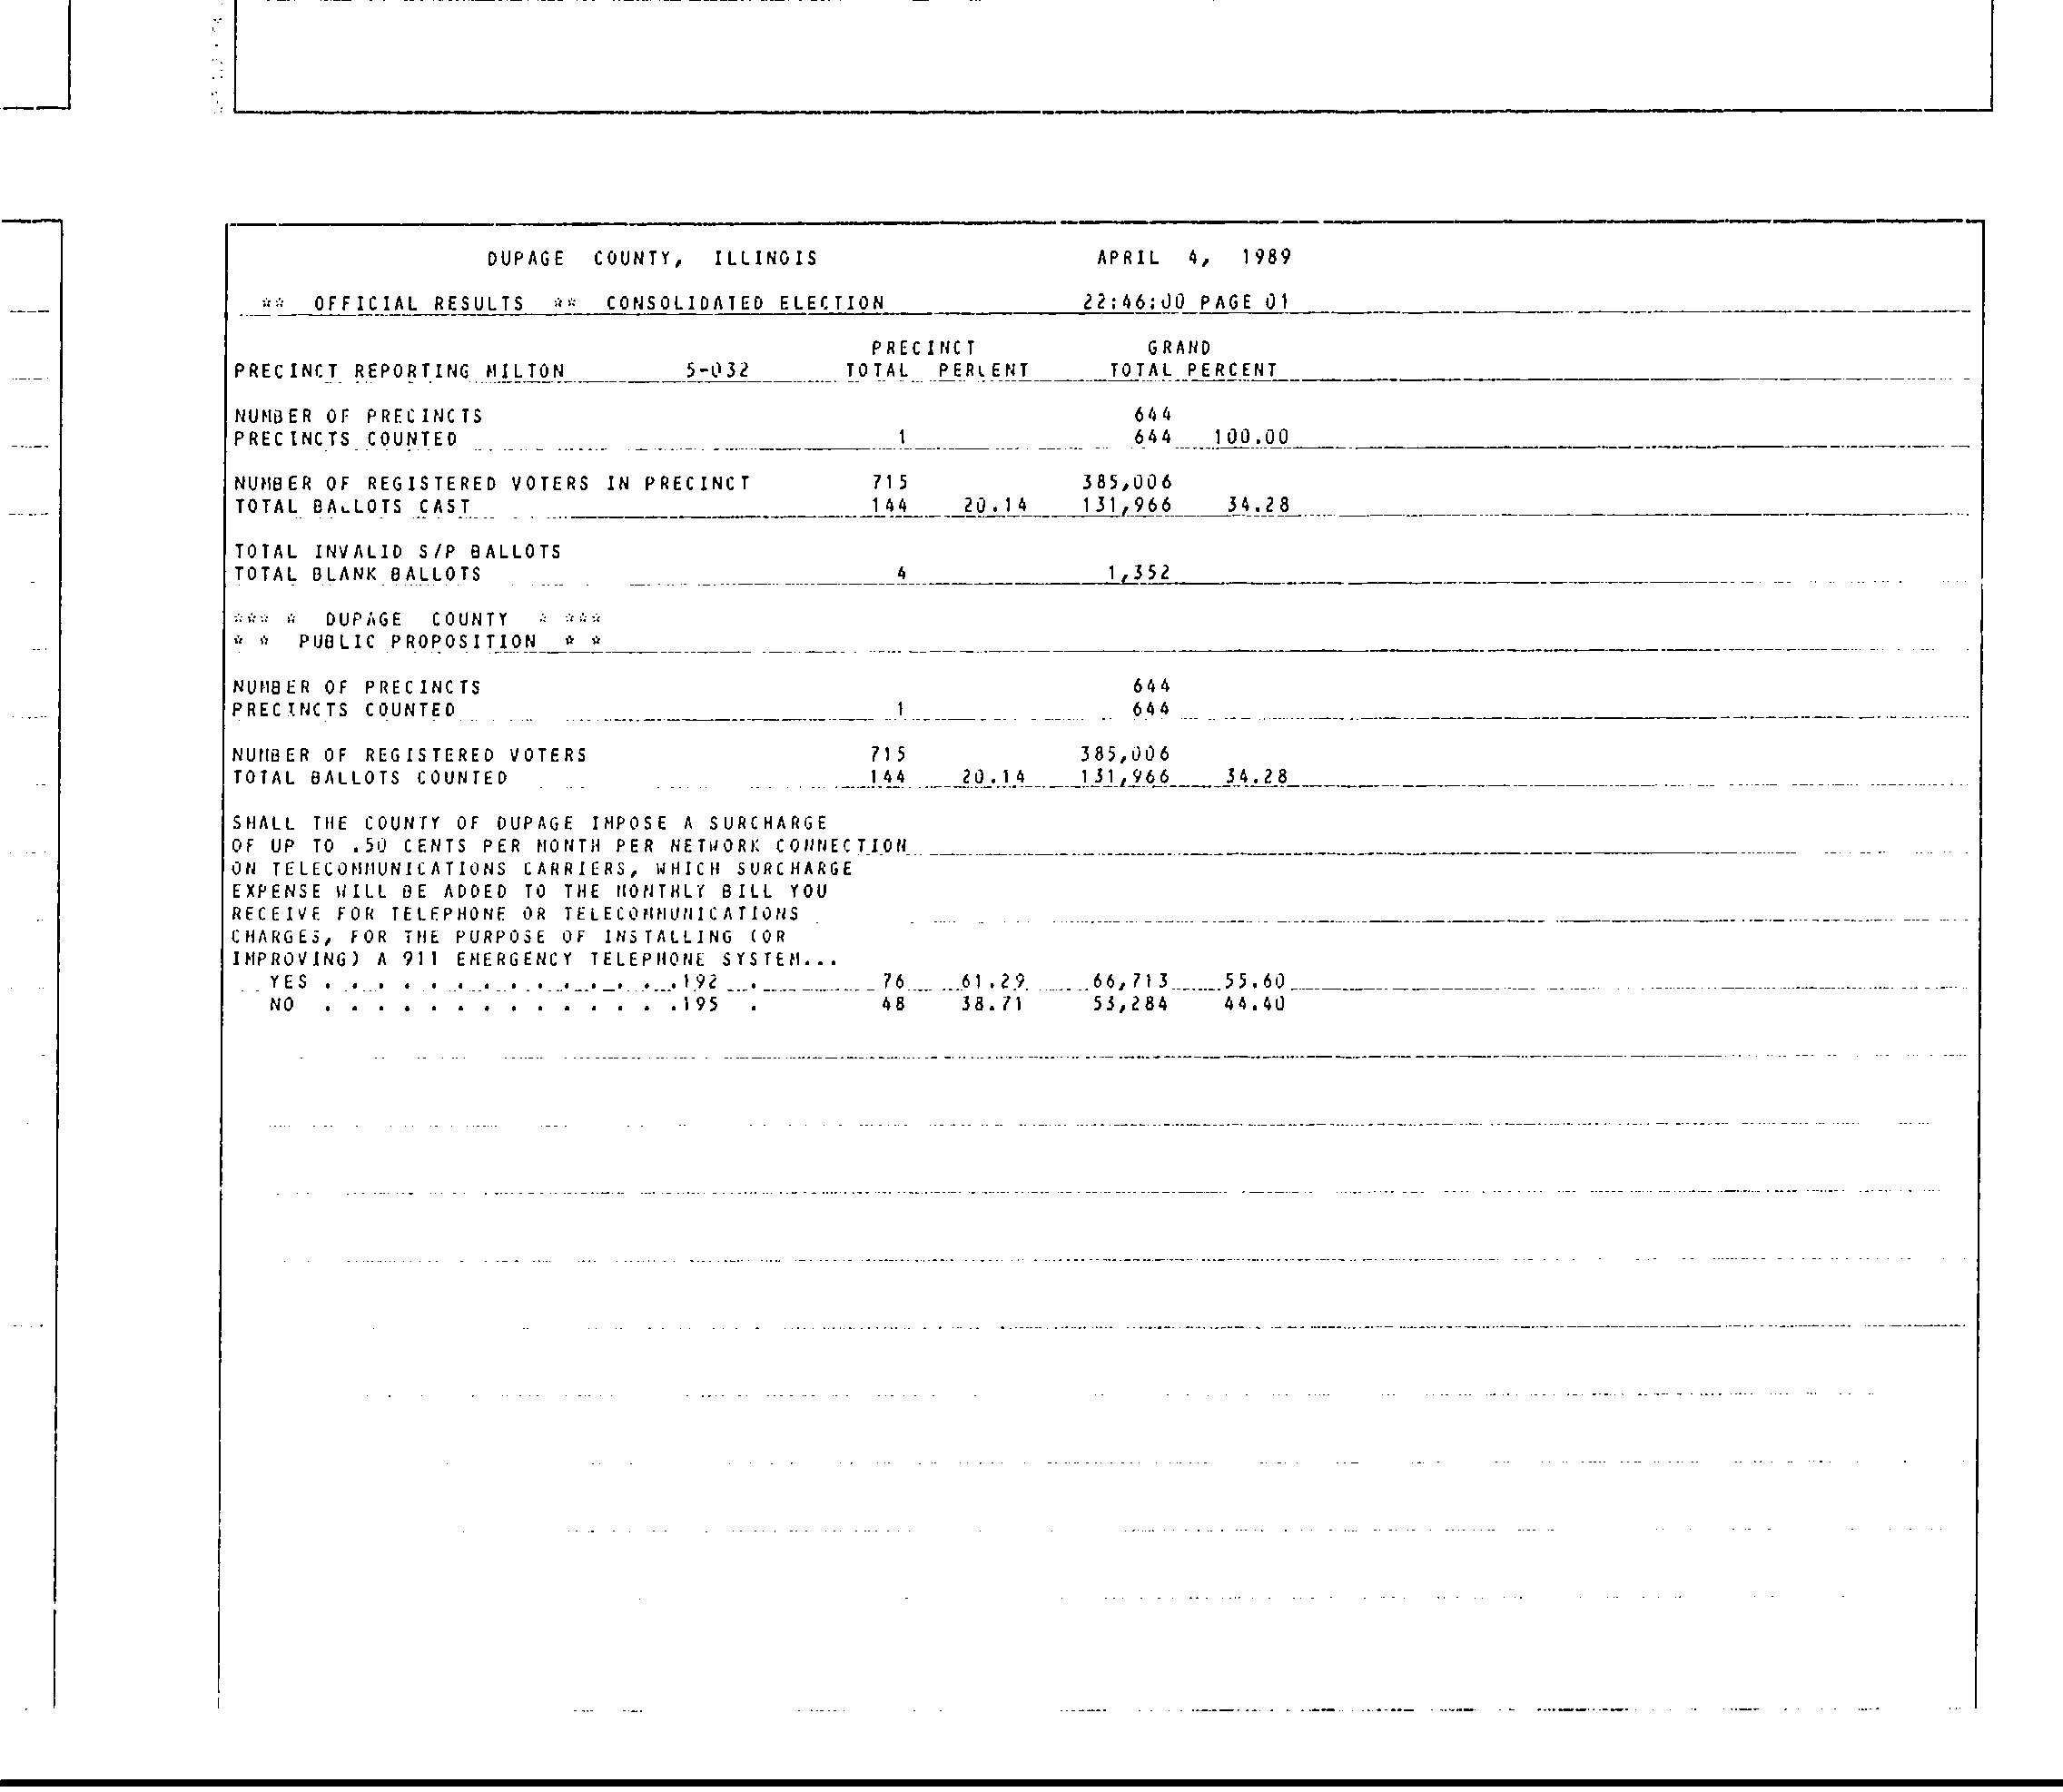 DUPAGE COUNTY, ILLINOIS APRIL 4, 1989
** OFFICIAL RESULTS ** CONSOLIDATED ELECTION 22:46:00 PAGE 01
PRECINCT GRAND
PRECINCT REPORTING MILTON 5-032 TOTAL PERCENT TOTAL PERCENT
NUMBER OF PRECINCTS 644
PRECINCTS COUNTED 1 644 100.00
NUMBER OF REGISTERED VOTERS IN PRECINCT 715 385,006
TOTAL BALLOTS CAST 144 20.14 131,966 34.28
TOTAL INVALID S/P BALLOTS
TOTAL BLANK BALLOTS 4 1,352
*** * DUPAGE COUNTY * ***
* * PUBLIC PROPOSITION * *
NUMBER OF PRECINCTS 644
PRECINCTS COUNTED 1 644
NUMBER OF REGISTERED VOTERS 715 385,006
TOTAL BALLOTS COUNTED 144 20.14 131,966 34.28
SHALL THE COUNTY OF DUPAGE IMPOSE A SURCHARGE
OF UP TO .50 CENTS PER MONTH PER NETWORK CONNECTION
ON TELECOMMUNICATIONS CARRIERS, WHICH SURCHARGE
EXPENSE WILL BE ADDED TO THE MONTHLY BILL YOU
RECEIVE FOR TELEPHONE OR TELECOMMUNICATIONS
CHARGES, FOR THE PURPOSE OF INSTALLING (OR
IMPROVING) A 911 EMERGENCY TELEPHONE SYSTEM...
YES . . . . . . . . . . . . . .192 . 76 61.29 66,713 55.60
NO . . . . . . . . . . . . . .195 . 48 38.71 53,284 44.40